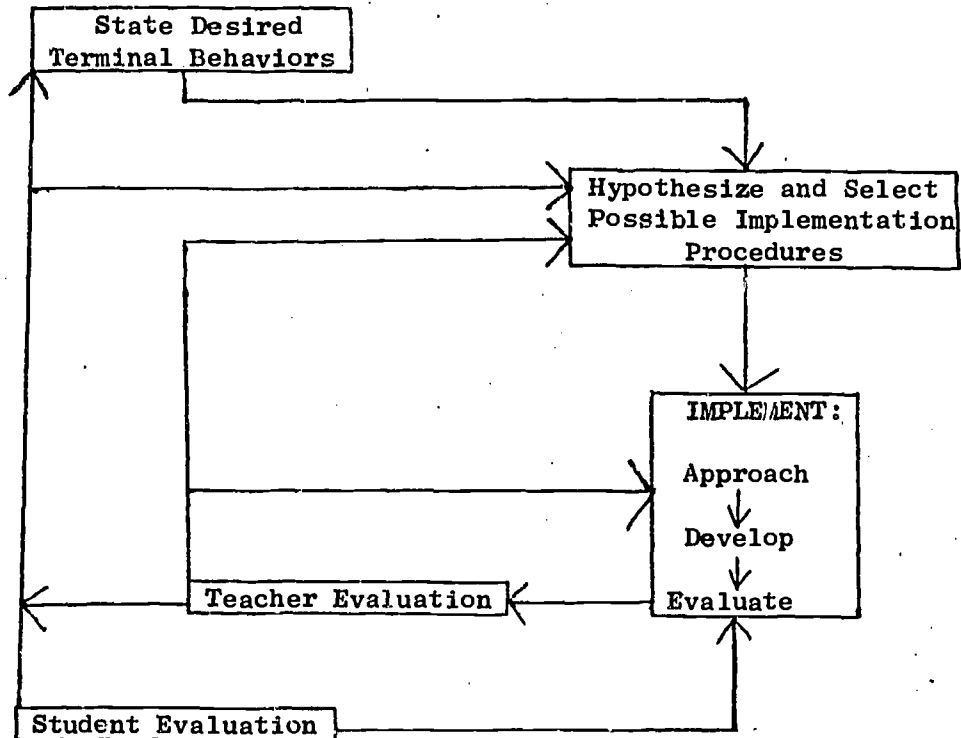 State Desired
Terminal Behaviors
Hypothesize and Select
Possible Implementation
Procedures
IMPLEMENT:
Approach
Develop
Evaluate
Teacher Evaluation
Student Evaluation